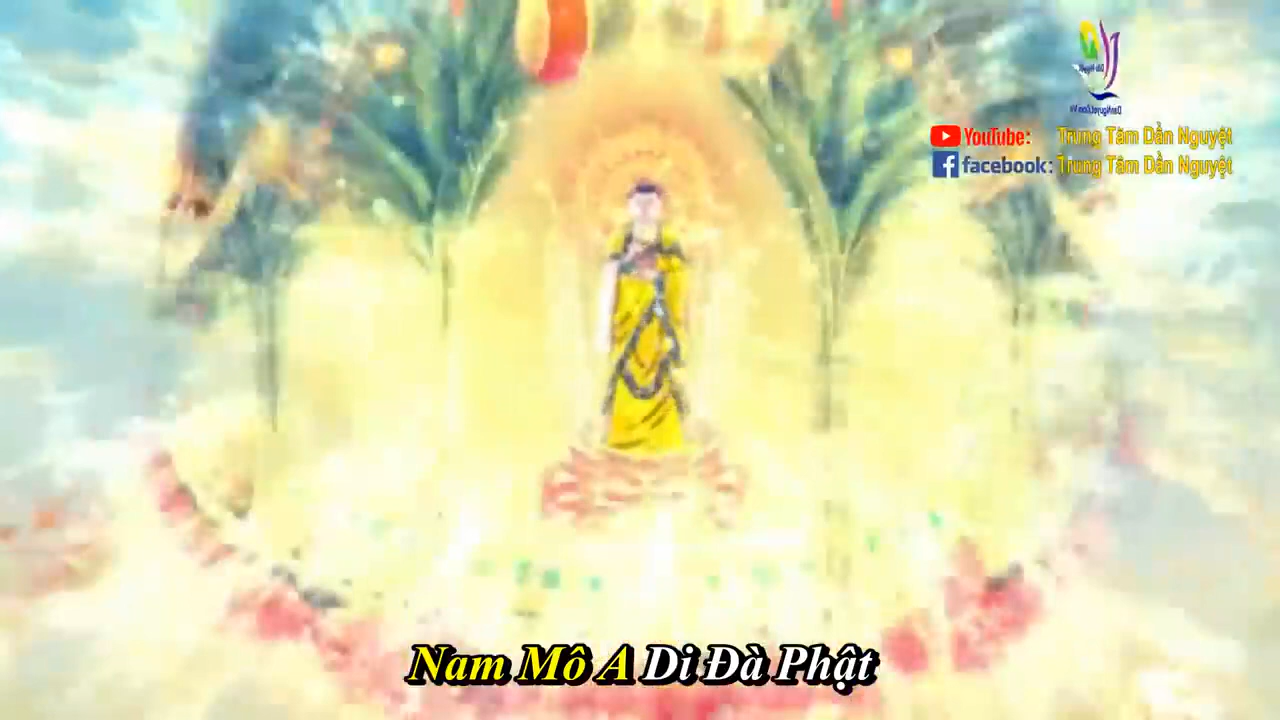 YouTube: Trung Tâm Dần Nguyệt
facebook: Trung Tâm Dần Nguyệt
Nam Mô A Di Đà Phật